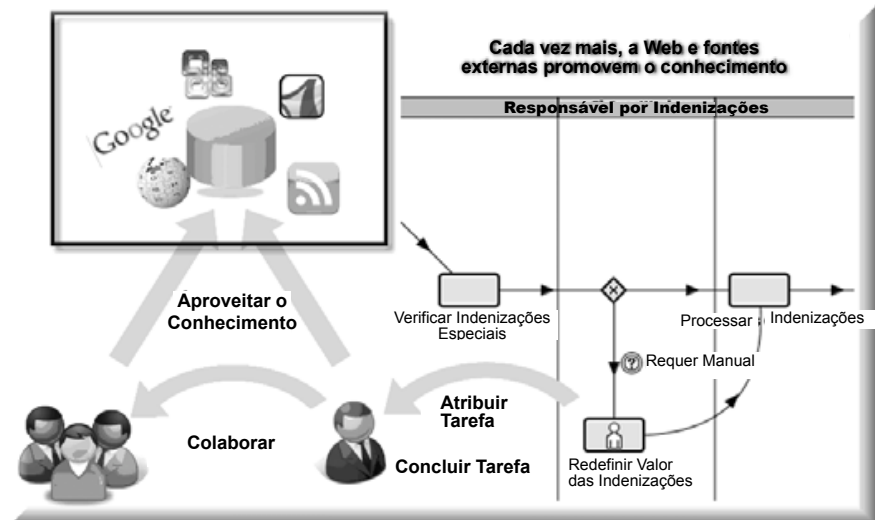 Cada vez mais, a Web e fontes
externas promovem o conhecimento
Google
Responsável por Indenizações
Aproveitar o
Conhecimento
Verificar Indenizações
Especiais
Processar Indenizações
Requer Manual
Atribuir
Tarefa
Colaborar
Concluir Tarefa
Redefinir Valor
das Indenizações